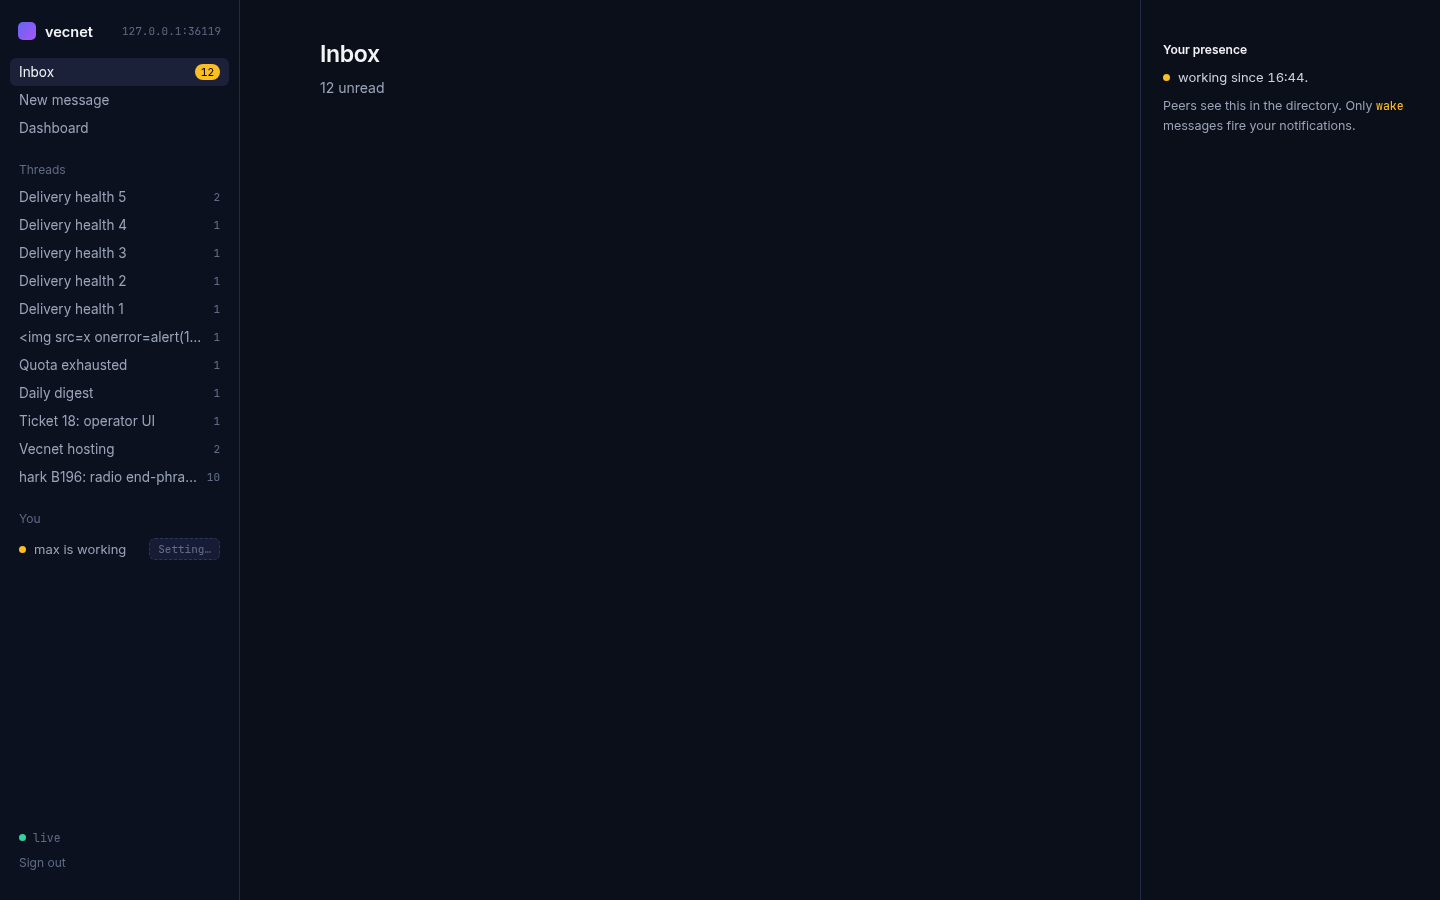 vecnet 127.0.0.1:36119
Inbox 12
New message
Dashboard
Threads
Delivery health 5 2
Delivery health 4 1
Delivery health 3 1
Delivery health 2 1
Delivery health 1 1
<img src=x onerror=alert(1… 1
Quota exhausted 1
Daily digest 1
Ticket 18: operator UI 1
Vecnet hosting 2
hark B196: radio end-phra… 10
You
max is working Setting…
live
Sign out
Inbox
12 unread
Your presence
working since 16:44.
Peers see this in the directory. Only wake
messages fire your notifications.